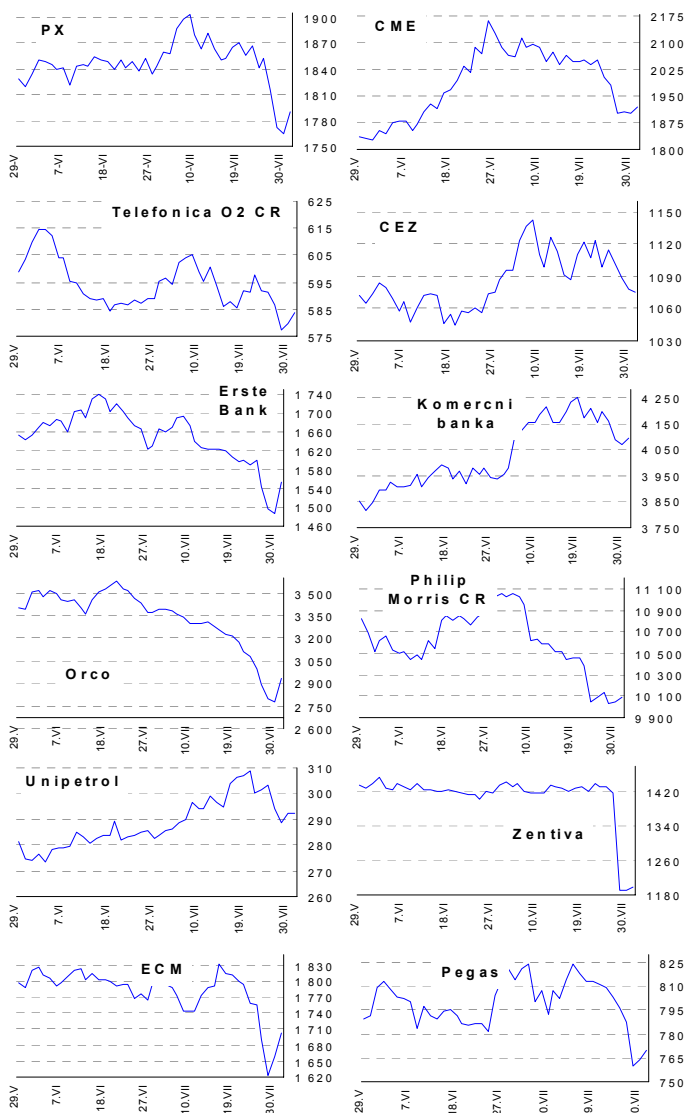 PX
1900
1870
1840
1810
1780
1750
29-V
7-VI
18-VI
27-VI
10-VII
19-VII
30-VII
CME
2175
2100
2025
1950
1875
1800
29.V
7.VI
18.VI
27.VI
10.VII
19.VII
30.VII
Telefonica O2 CR
625
615
605
595
585
575
29.V
7.VI
18.VI
27.VI
10.VII
19.VII
30.VII
CEZ
1150
1120
1090
1060
1030
29.V
7.VI
18.VI
27.VI
10.VII
19.VII
30.VII
Erste
Bank
1 740
1 700
1 660
1 620
1 580
1 540
1 500
1 460
29.V
7.VI
18.VI
27.VI
10.VII
19.VII
30.VII
Komercni
banka
4 250
4 150
4 050
3 950
3 850
3 750
29.V
7.VI
18.VI
27.VI
10.VII
19.VII
30.VII
Orco
3 500
3 350
3 200
3 050
2 900
2 750
2 600
29.V
7.VI
18.VI
27.VI
10.VII
19.VII
30.VII
Philip
Morris CR
11 100
10 900
10 700
10 500
10 300
10 100
9 900
29.V
7.VI
18.VI
27.VI
10.VII
19.VII
30.VII
Unipetrol
310
300
290
280
270
260
29.V
7.VI
18.VI
27.VI
10.VII
19.VII
30.VII
Zentiva
1420
1340
1260
1180
29.V
7.VI
18.VI
27.VI
10.VII
19.VII
30.VII
ECM
1 830
1 800
1 770
1 740
1 710
1 680
1 650
1 620
29.V
7.VI
18.VI
27.VI
10.VII
19.VII
30.VII
Pegas
825
810
795
780
765
750
29.V
7.VI
18.VI
27.VI
0.VII
9.VII
0.VII